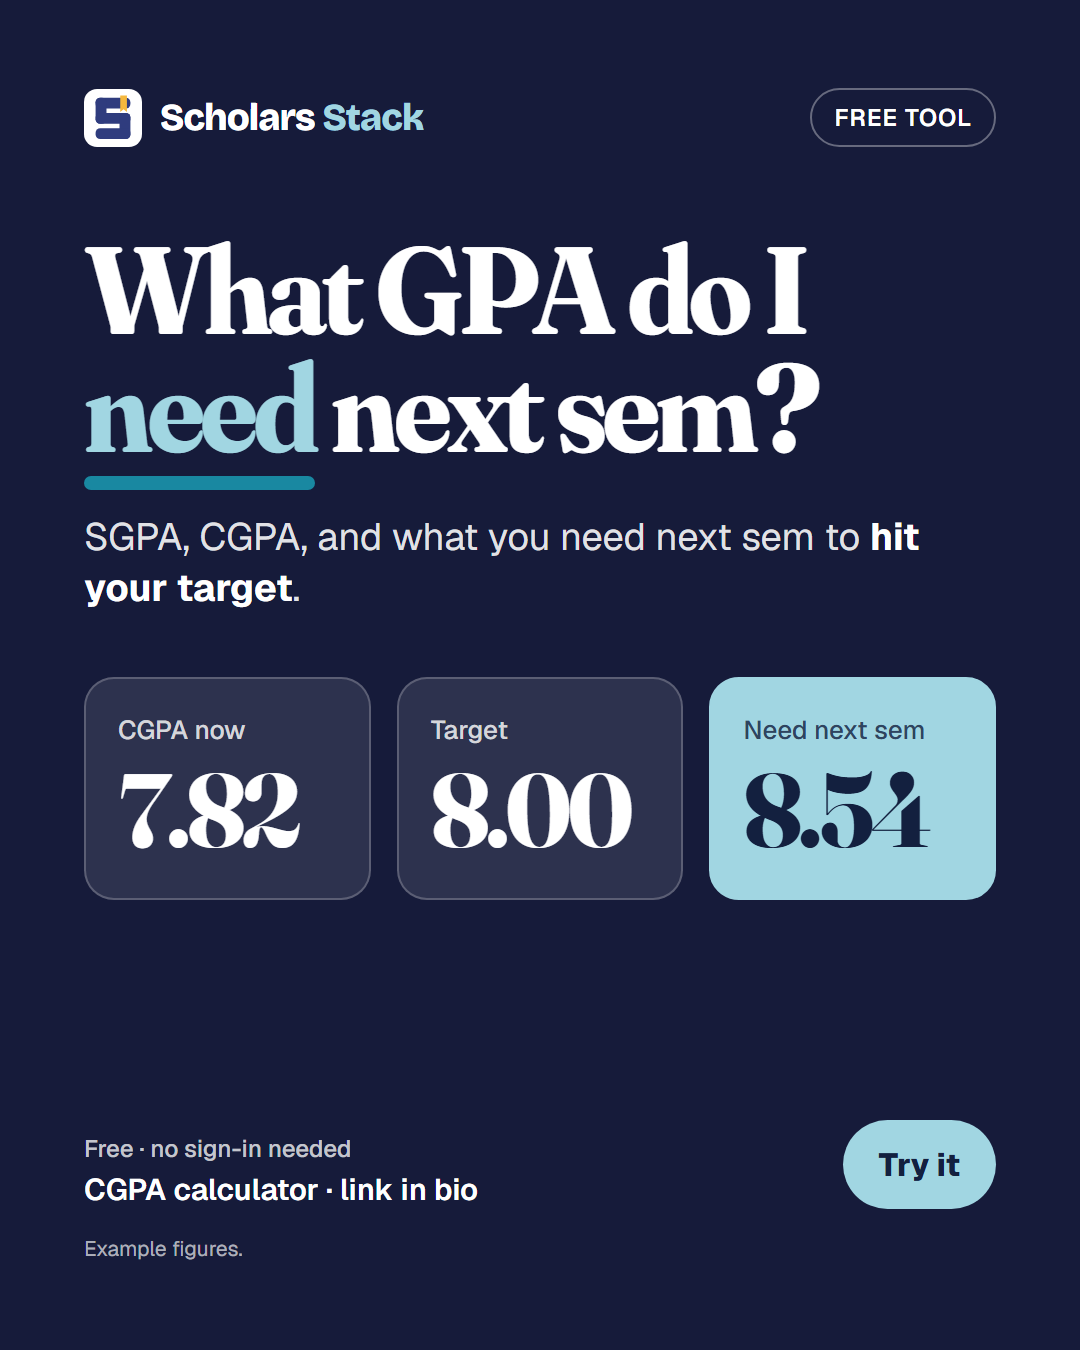 Scholars Stack
FREE TOOL
What GPA do I
need next sem?
SGPA, CGPA, and what you need next sem to hit
your target.
CGPA now
7.82
Target
8.00
Need next sem
8.54
Free · no sign-in needed
CGPA calculator · link in bio
Try it
Example figures.